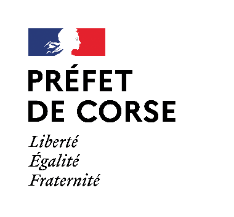 PRÉFET
DE CORSE
Liberté
Égalité
Fraternité